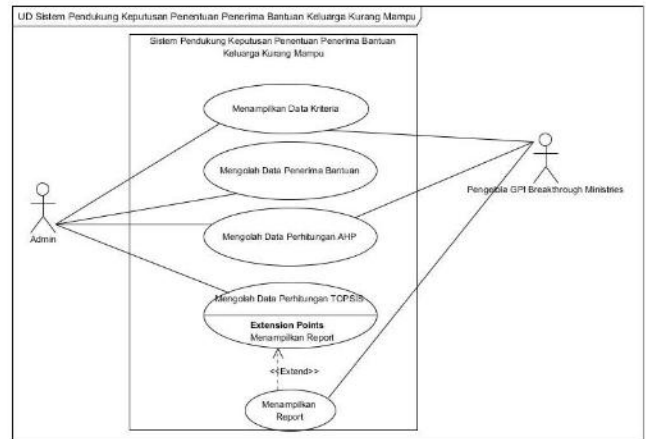 UD Sistem Pendukung Keputusan Penentuan Penerima Bantuan Keluarga Kurang Mampu
Sistem Pendukung Keputusan Penentuan Penerima Bantuan
Keluarga Kurang Mampu
Menampilkan Data Kriteria
Mengolah Data Penerima Bantuan
Pengelola GPI Breakthrough Ministries
Admin
Mengolah Data Perhitungan AHP
Mengolah Data Perhitungan TOPSIS
Extension Points
Menampilkan Report
<<Extend>>
Menampilkan
Report